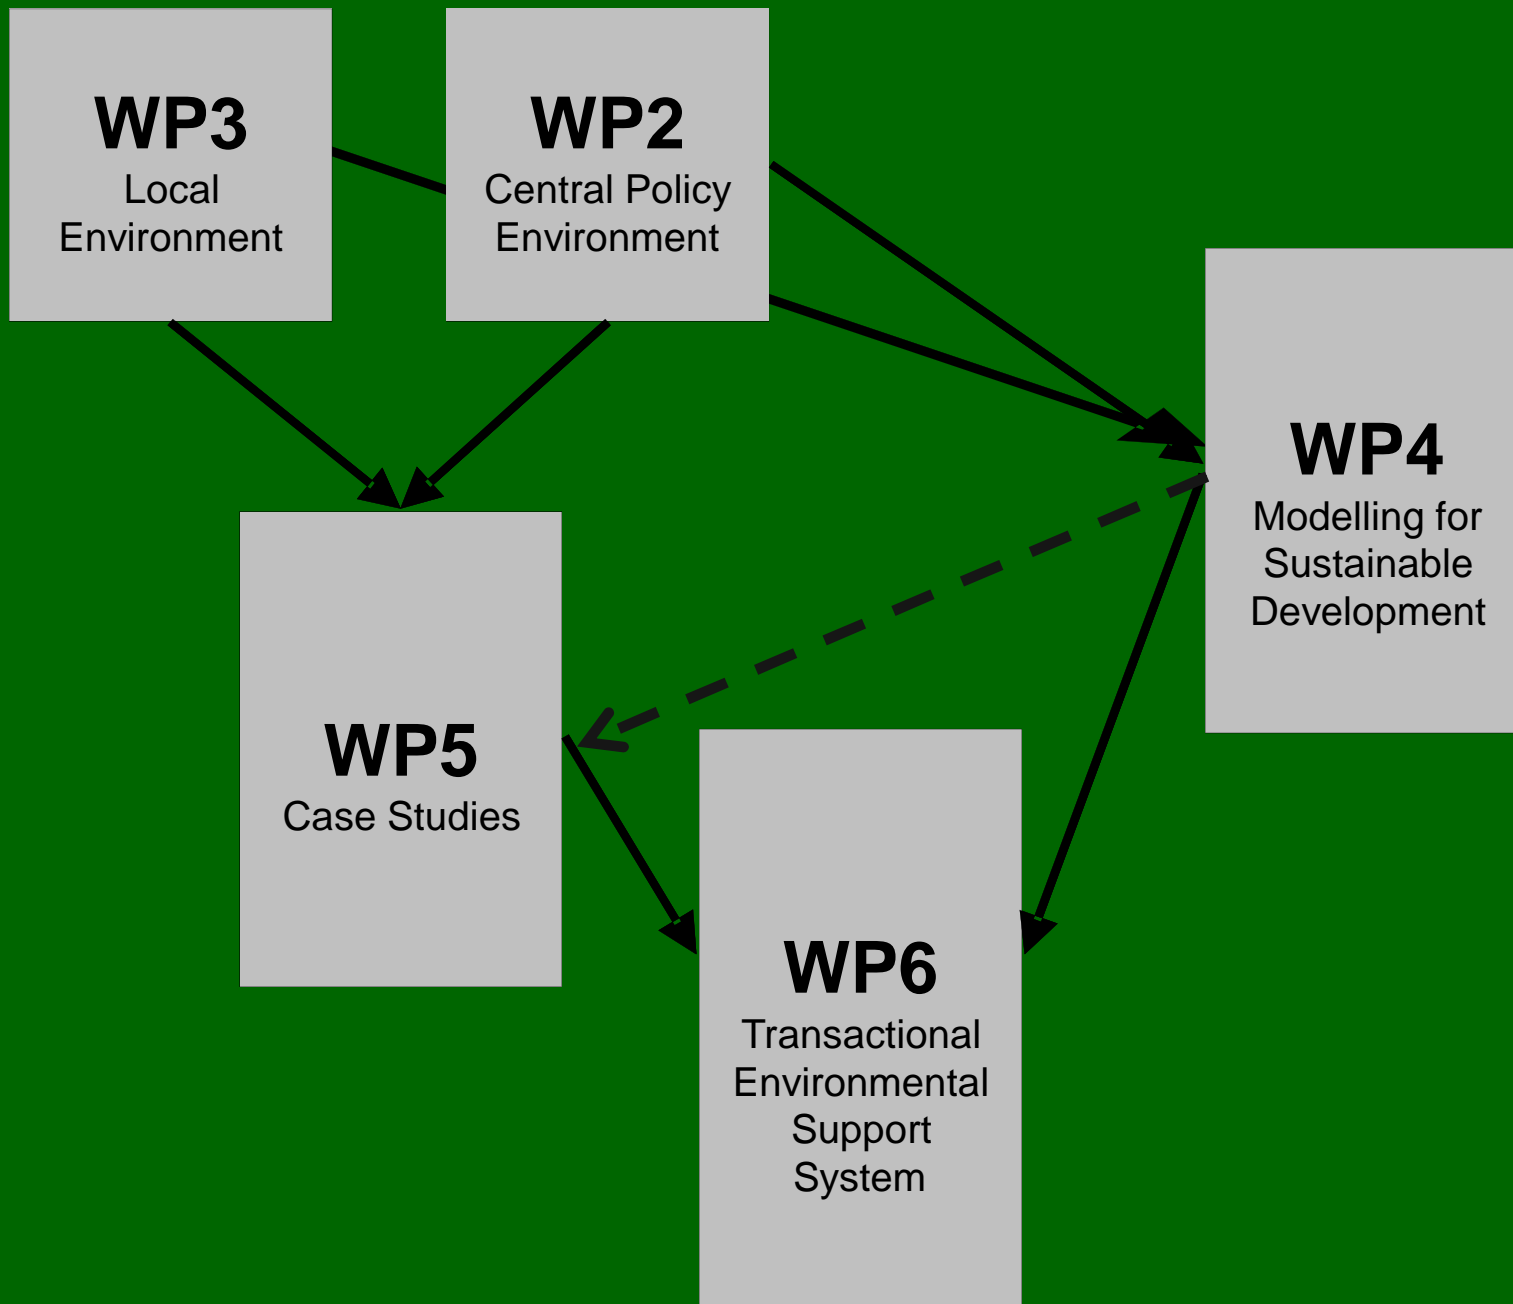 WP3
Local
Environment
WP2
Central Policy
Environment
WP4
Modelling for
Sustainable
Development
WP5
Case Studies
WP6
Transactional
Environmental
Support
System